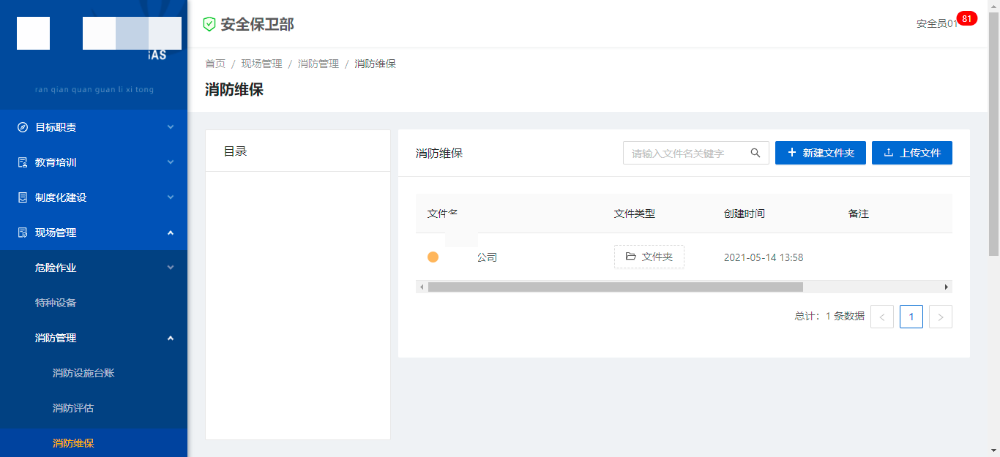 安全保卫部
安全员01
81
GAS
ran qian quan guan li xi tong
首页 / 现场管理 / 消防管理 / 消防维保
消防维保
目标职责
教育培训
制度化建设
现场管理
危险作业
特种设备
消防管理
消防设施台账
消防评估
消防维保
目录
消防维保
请输入文件名关键字
新建文件夹
上传文件
文件名 文件类型 创建时间 备注
公司 文件夹 2021-05-14 13:58
总计：1 条数据 < 1 >